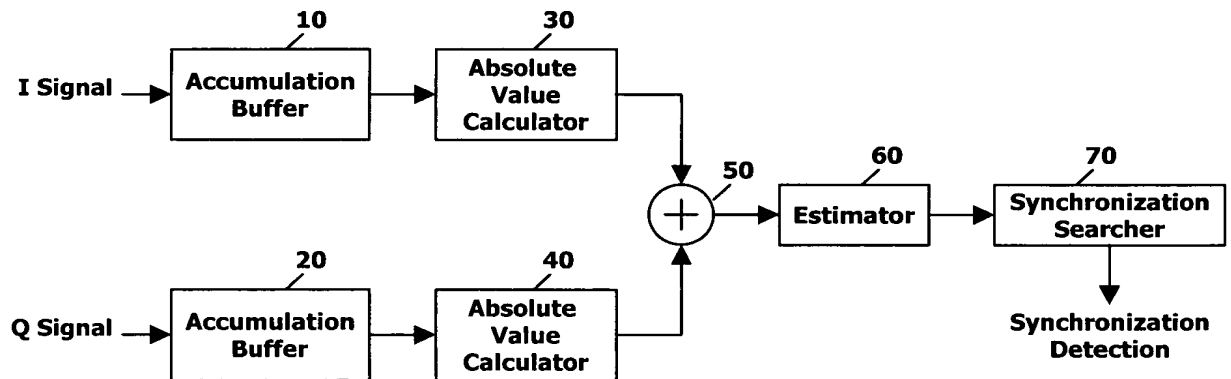 10
30
I Signal
Accumulation
Buffer
Absolute
Value
Calculator
50
60
70
Estimator
Synchronization
Searcher
20
40
Q Signal
Accumulation
Buffer
Absolute
Value
Calculator
Synchronization
Detection